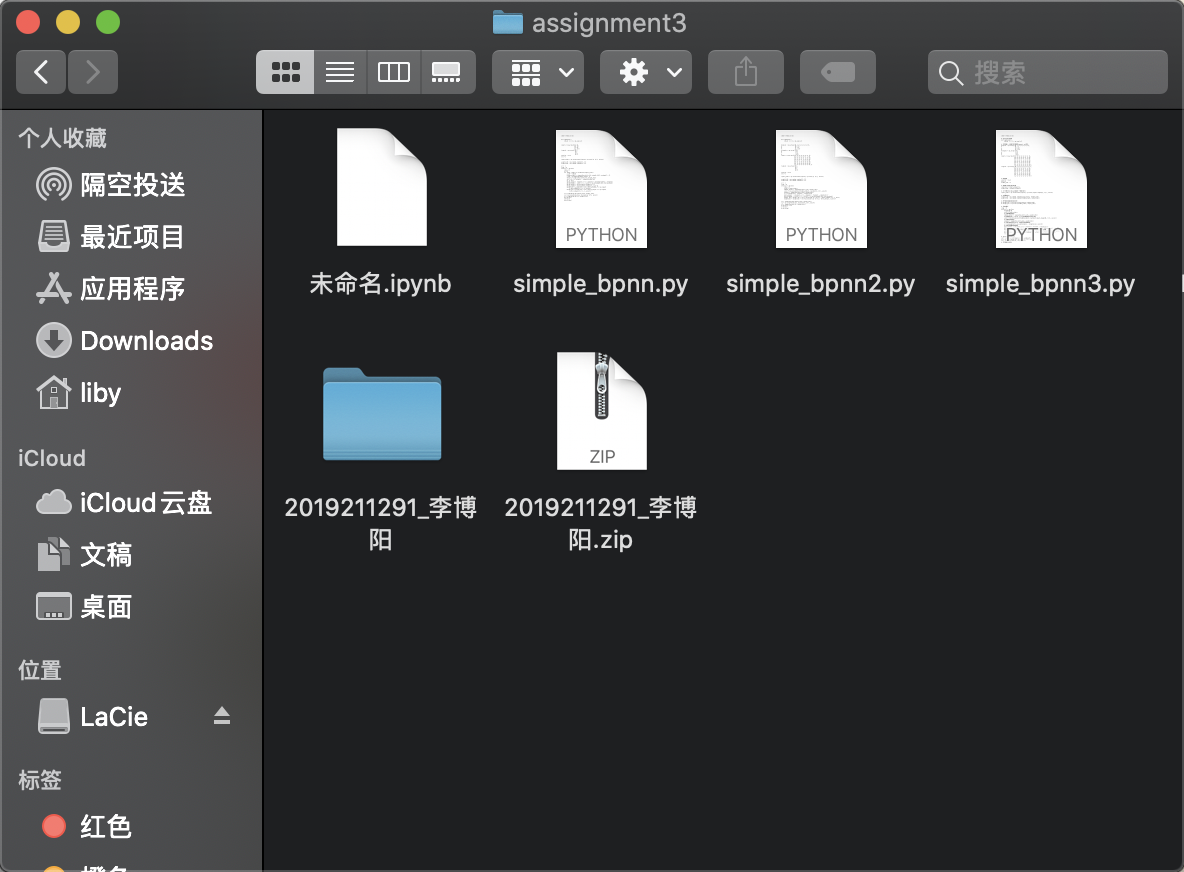 assignment3
搜索
个人收藏
隔空投送
最近项目
应用程序
Downloads
liby
iCloud
iCloud云盘
文稿
桌面
位置
LaCie
标签
红色
未命名.ipynb
PYTHON
simple_bpnn.py
PYTHON
simple_bpnn2.py
PYTHON
simple_bpnn3.py
2019211291_李博
阳
ZIP
2019211291_李博
阳.zip